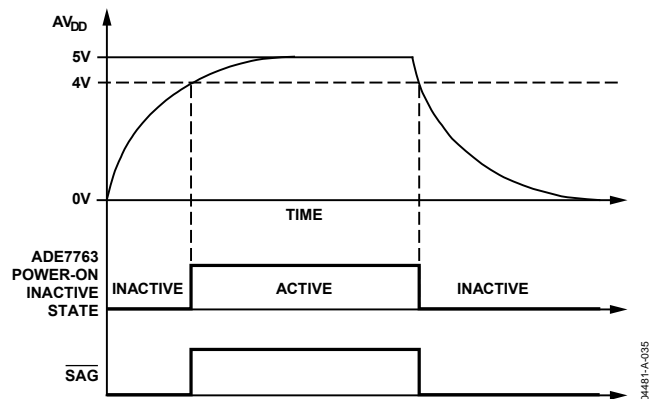 AVDD
5V
4V
0V
TIME
ADE7763
POWER-ON
INACTIVE
STATE
INACTIVE ACTIVE INACTIVE
SAG
04481-A-035